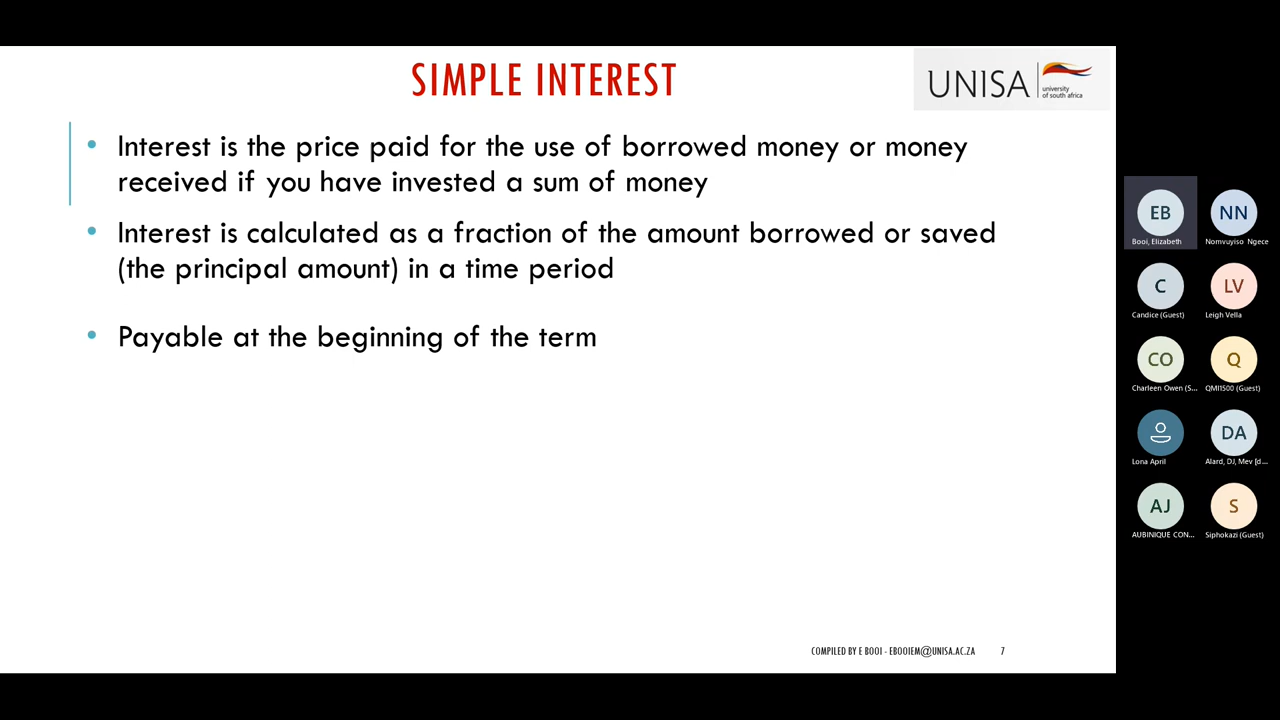 SIMPLE INTEREST
UNISA
university
of south africa
• Interest is the price paid for the use of borrowed money or money
received if you have invested a sum of money
• Interest is calculated as a fraction of the amount borrowed or saved
(the principal amount) in a time period
• Payable at the beginning of the term
COMPILED BY E BOOI - EBOOIEM@UNISA.AC.ZA 7
EB
Booi, Elizabeth
NN
Nomvuyiso Ngece
C
Candice (Guest)
LV
Leigh Vella
CO
Charleen Owen (S...
Q
QMI1500 (Guest)
Lona April
DA
Alard, DJ, Mev [d...
AJ
AUBINIQUE CON...
S
Siphokazi (Guest)